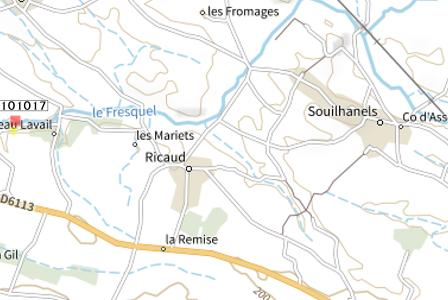 les Fromages
101017
le Fresquel
Souilhanels
Co d'Ass
eau Lavail
les Mariets
Ricaud
D6113
la Remise
Gil
200